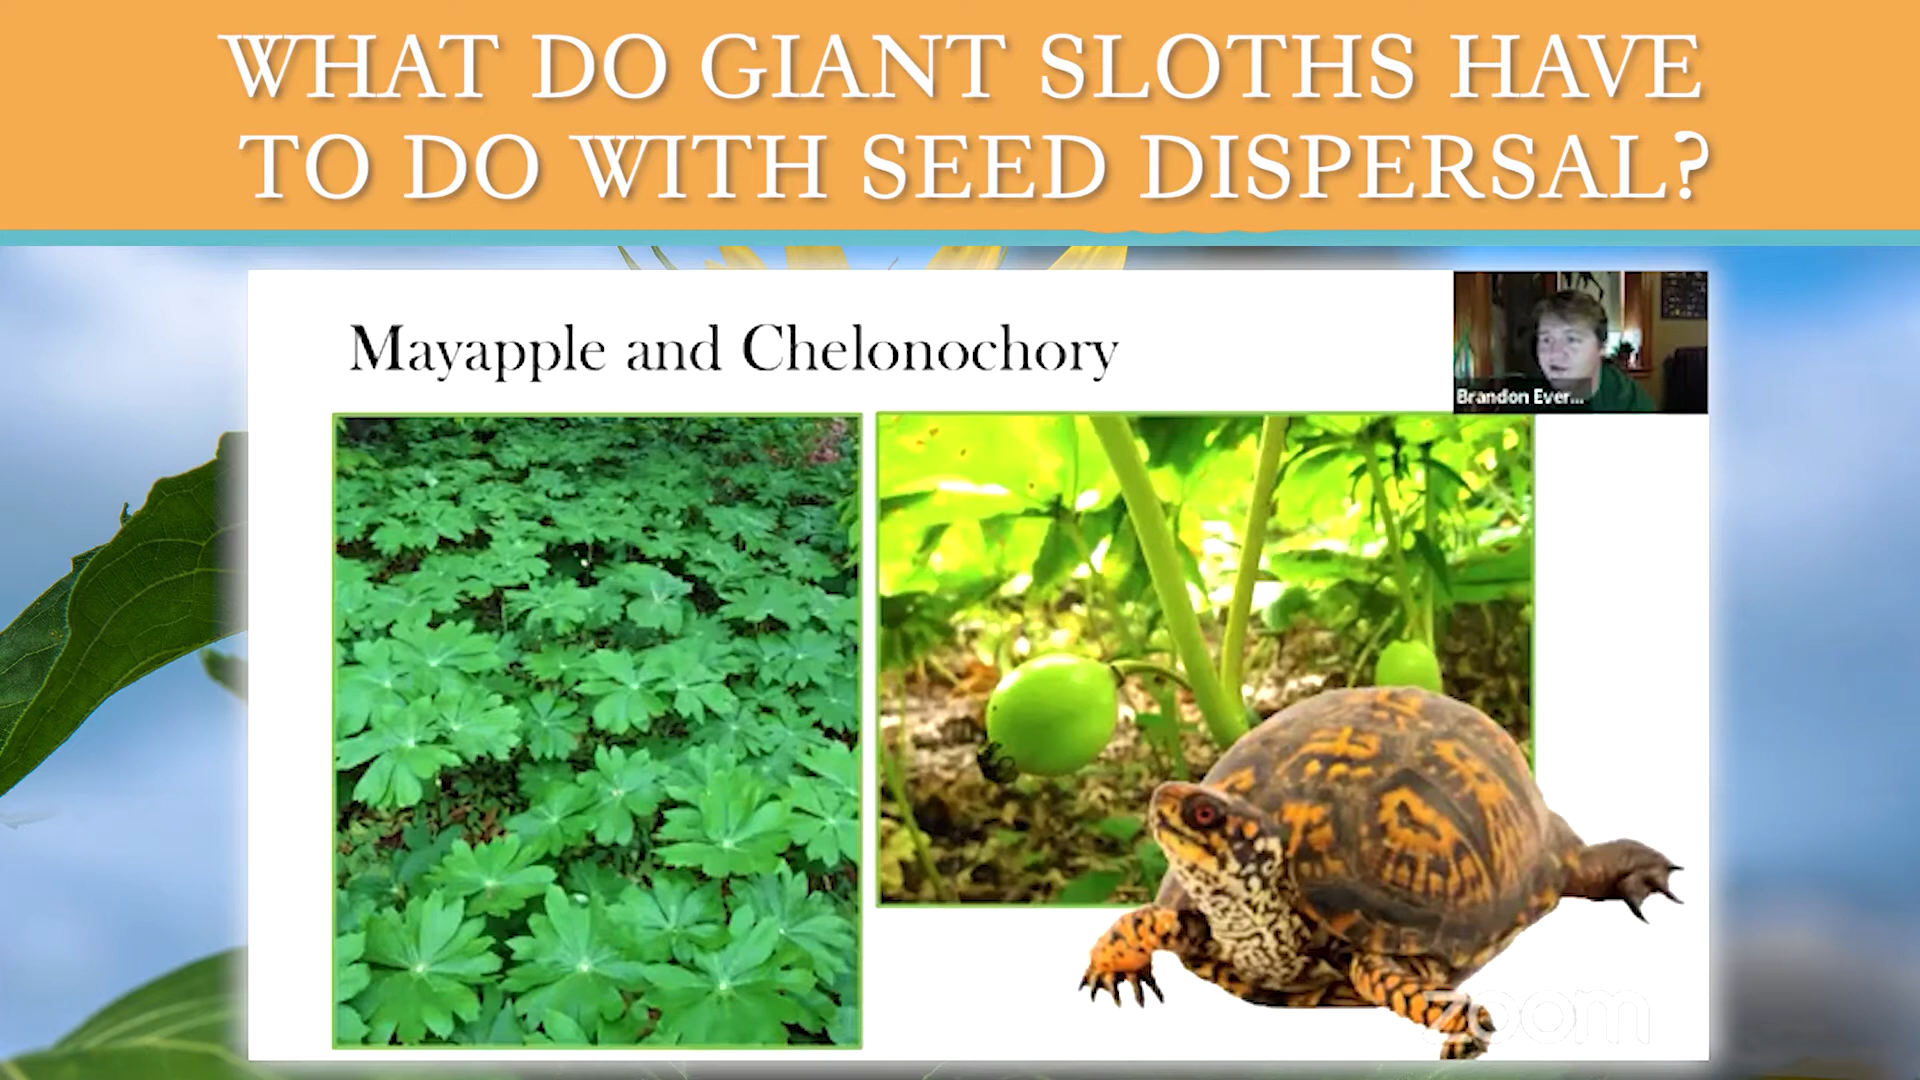 WHAT DO GIANT SLOTHS HAVE
TO DO WITH SEED DISPERSAL?
Mayapple and Chelonochory
Brandon Ever...
zoom